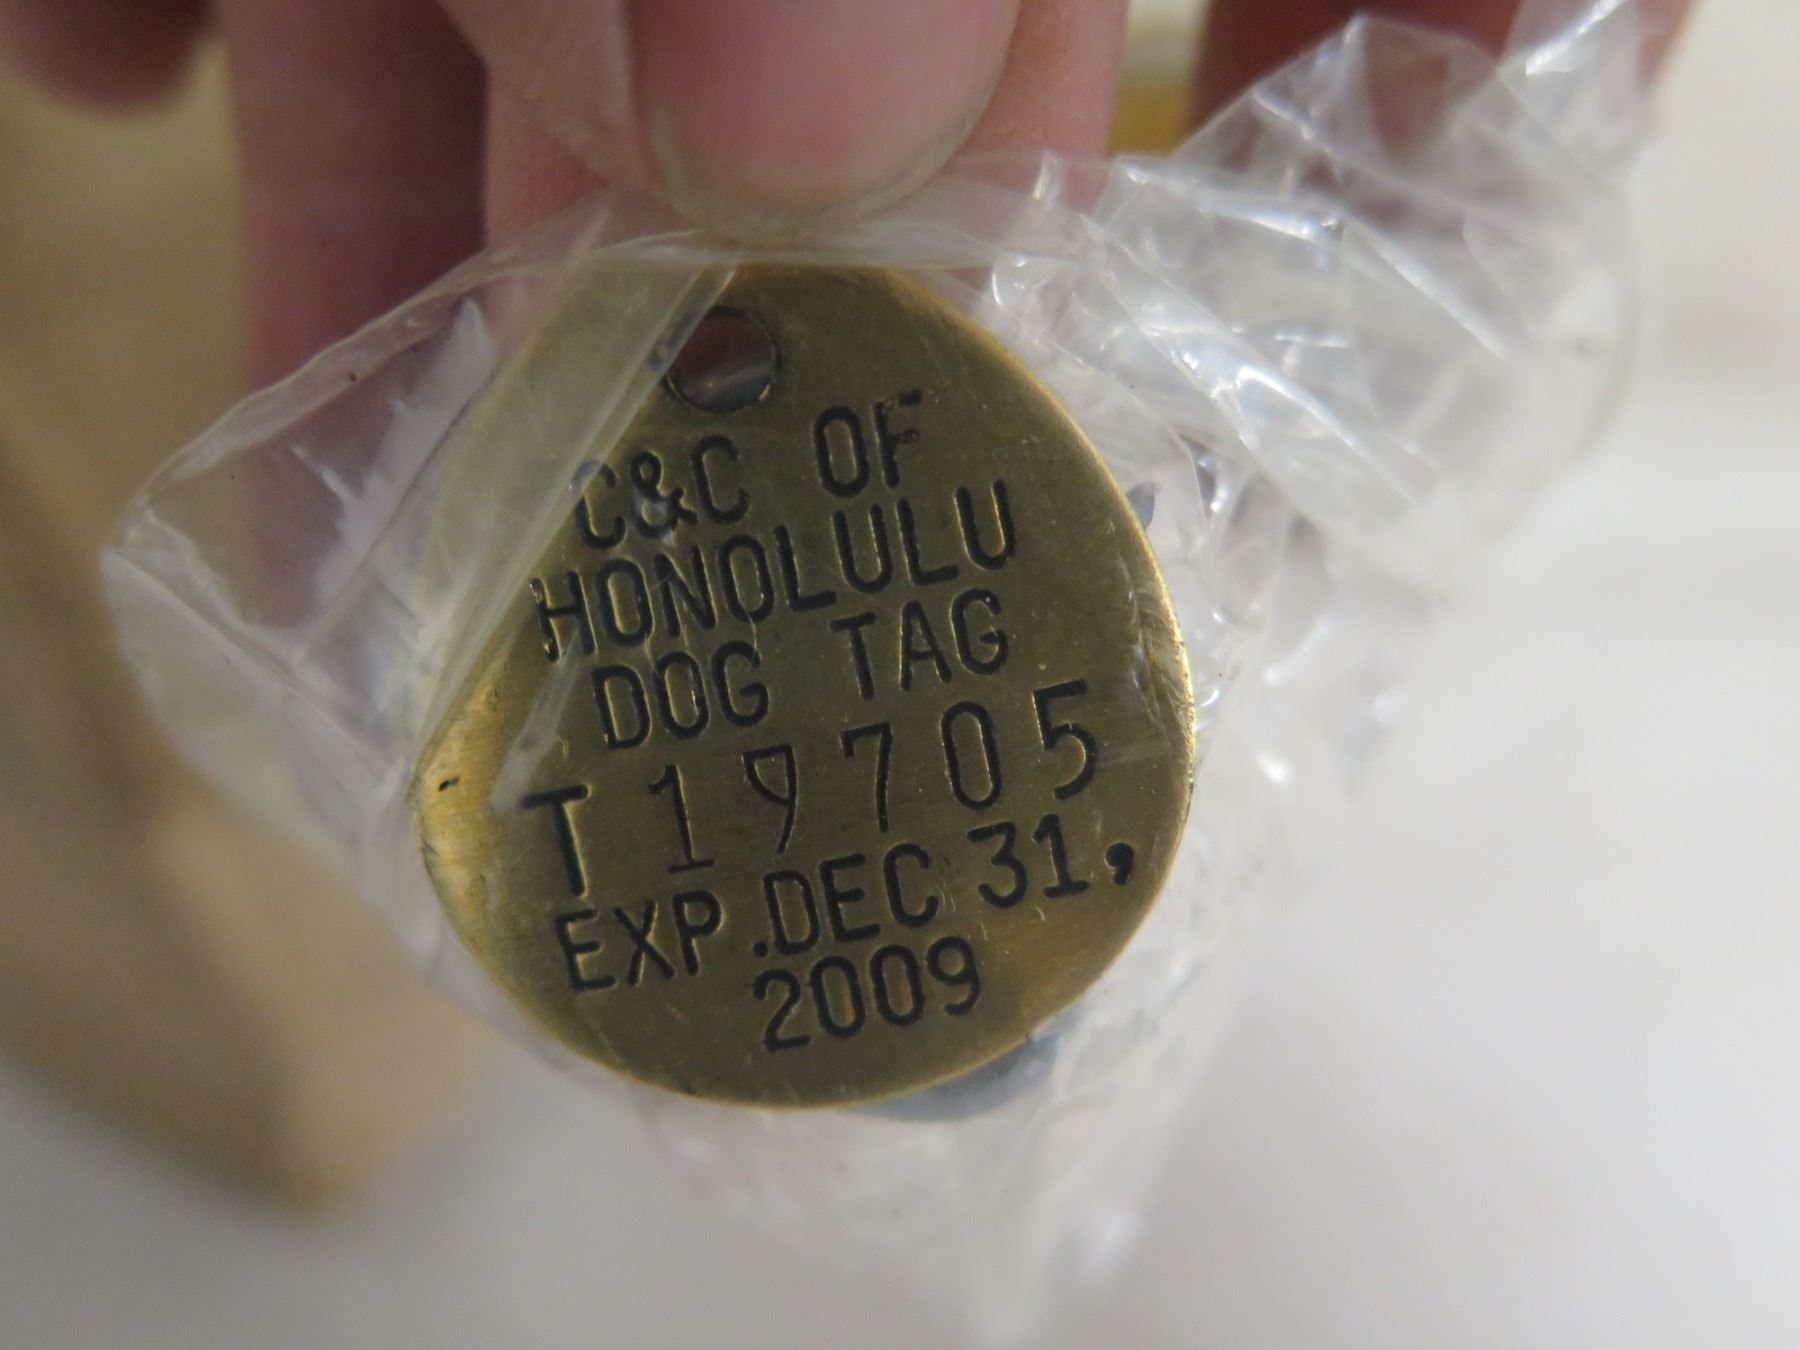 C&C OF
HONOLULU
DOG TAG
T19705
EXP.DEC 31,
2009